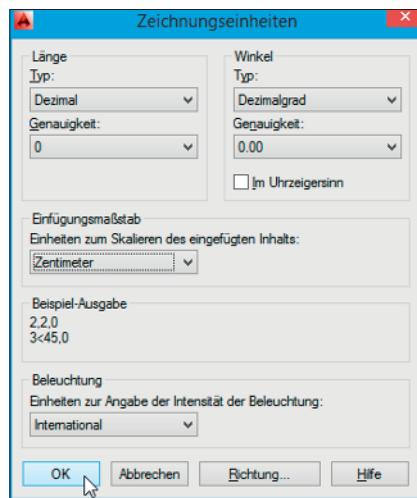 Zeichnungseinheiten
Länge
Typ:
Dezimal
Genauigkeit:
0
Winkel
Typ:
Dezimalgrad
Genauigkeit:
0.00
Im Uhrzeigersinn
Einfügungsmaßstab
Einheiten zum Skalieren des eingefügten Inhalts:
Zentimeter
Beispiel-Ausgabe
2,2,0
3<45,0
Beleuchtung
Einheiten zur Angabe der Intensität der Beleuchtung:
International
OK Abbrechen Richtung... Hilfe